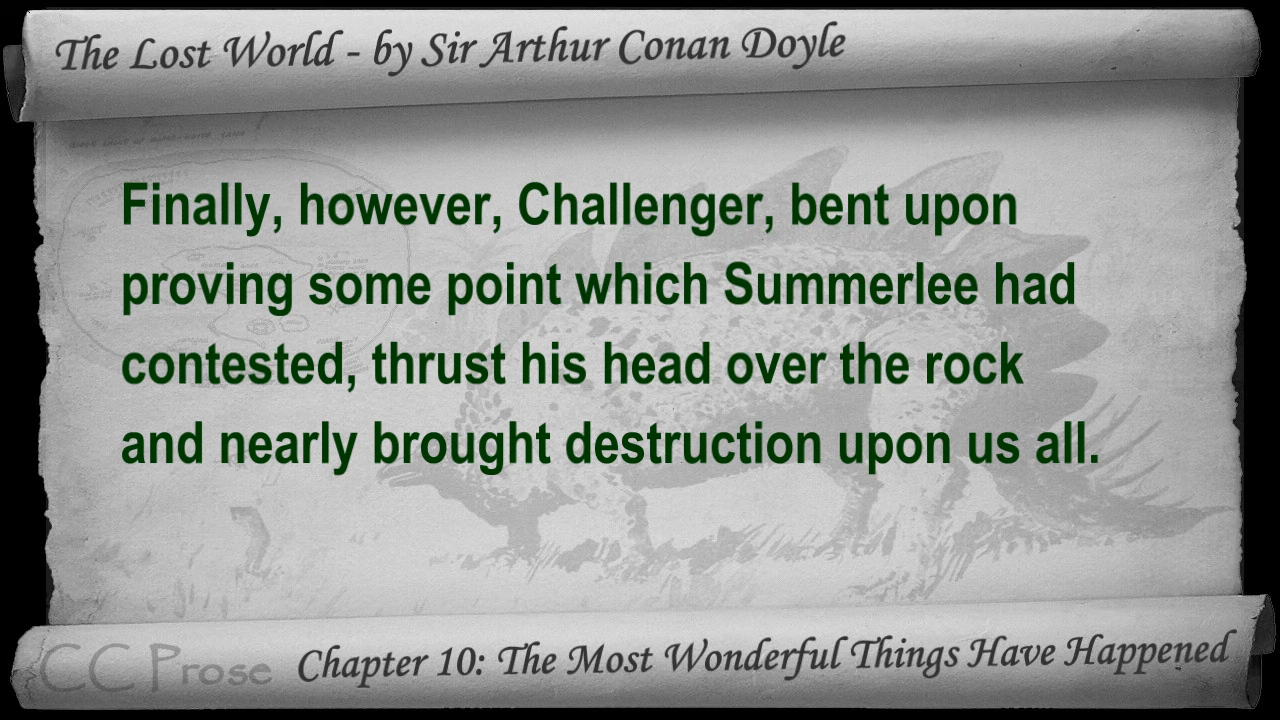 The Lost World - by Sir Arthur Conan Doyle
Finally, however, Challenger, bent upon
proving some point which Summerlee had
contested, thrust his head over the rock
and nearly brought destruction upon us all.
CC Prose Chapter 10: The Most Wonderful Things Have Happened